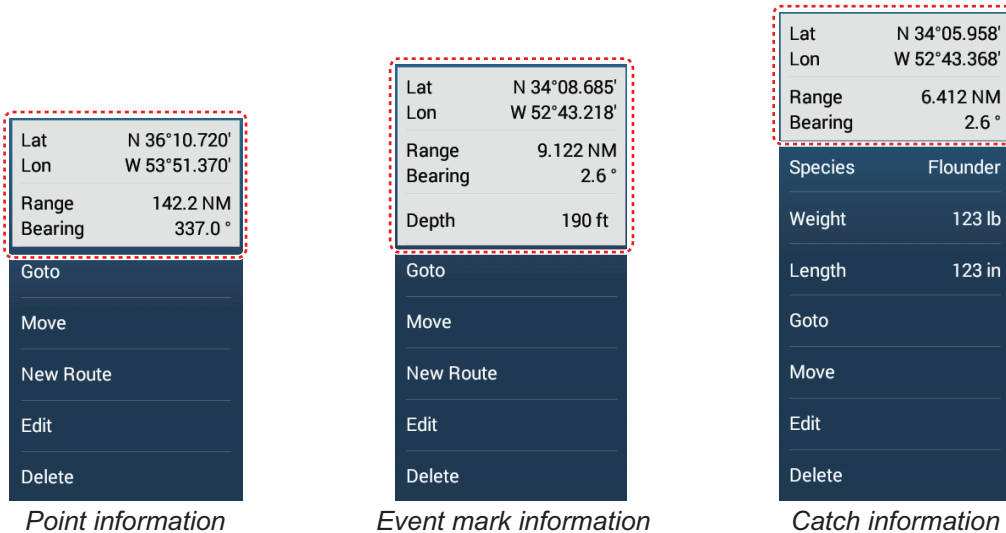 Lat N 36°10.720'
Lon W 53°51.370'
Range 142.2 NM
Bearing 337.0 °
Goto
Move
New Route
Edit
Delete
Point information
Lat N 34°08.685'
Lon W 52°43.218'
Range 9.122 NM
Bearing 2.6 °
Depth 190 ft
Goto
Move
New Route
Edit
Delete
Event mark information
Lat N 34°05.958'
Lon W 52°43.368'
Range 6.412 NM
Bearing 2.6 °
Species Flounder
Weight 123 lb
Length 123 in
Goto
Move
Edit
Delete
Catch information